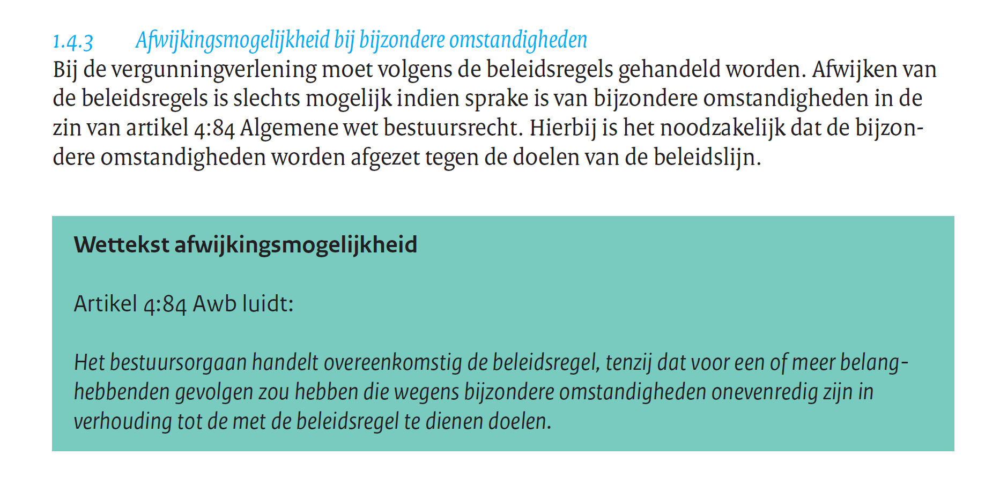 1.4.3 Afwijkingsmogelijkheid bij bijzondere omstandigheden
Bij de vergunningverlening moet volgens de beleidsregels gehandeld worden. Afwijken van
de beleidsregels is slechts mogelijk indien sprake is van bijzondere omstandigheden in de
zin van artikel 4:84 Algemene wet bestuursrecht. Hierbij is het noodzakelijk dat de bijzon-
dere omstandigheden worden afgezet tegen de doelen van de beleidslijn.
Wettekst afwijkingsmogelijkheid
Artikel 4:84 Awb luidt:
Het bestuursorgaan handelt overeenkomstig de beleidsregel, tenzij dat voor een of meer belang-
hebbenden gevolgen zou hebben die wegens bijzondere omstandigheden onevenredig zijn in
verhouding tot de met de beleidsregel te dienen doelen.